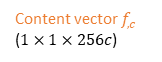 Content vector f,c
(1 × 1 × 256c)